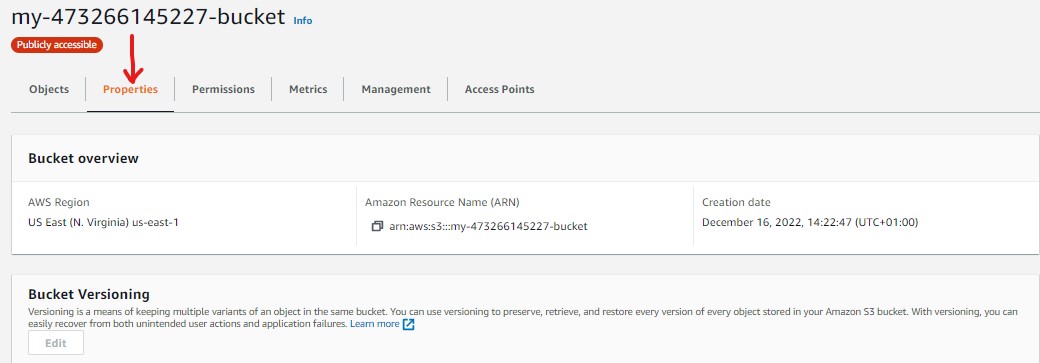 my-473266145227-bucket Info
Publicly accessible
Objects Properties Permissions Metrics Management Access Points
Bucket overview
AWS Region Amazon Resource Name (ARN) Creation date
US East (N. Virginia) us-east-1 arn:aws:s3:::my-473266145227-bucket December 16, 2022, 14:22:47 (UTC+01:00)
Bucket Versioning
Versioning is a means of keeping multiple variants of an object in the same bucket. You can use versioning to preserve, retrieve, and restore every version of every object stored in your Amazon S3 bucket. With versioning, you can
easily recover from both unintended user actions and application failures. Learn more
Edit